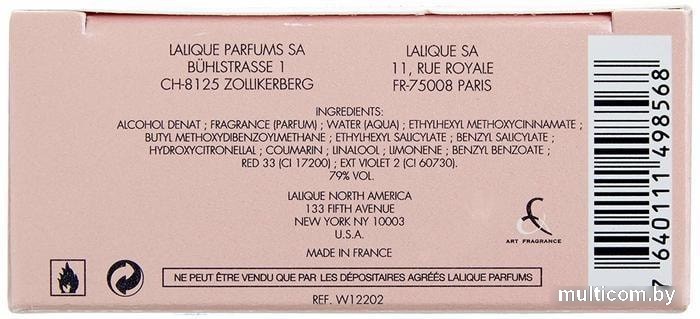 LALIQUE PARFUMS SA
BÜHLSTRASSE 1
CH-8125 ZOLLIKERBERG
LALIQUE SA
11, RUE ROYALE
FR-75008 PARIS
INGREDIENTS:
ALCOHOL DENAT ; FRAGRANCE (PARFUM) ; WATER (AQUA) ; ETHYLHEXYL METHOXYCINNAMATE ;
BUTYL METHOXYDIBENZOYLMETHANE ; ETHYLHEXYL SALICYLATE ; BENZYL SALICYLATE ;
HYDROXYCITRONELLAL ; COUMARIN ; LINALOOL ; LIMONENE ; BENZYL BENZOATE ;
RED 33 (CI 17200) ; EXT VIOLET 2 (CI 60730).
79% VOL.
LALIQUE NORTH AMERICA
133 FIFTH AVENUE
NEW YORK NY 10003
U.S.A.
MADE IN FRANCE
ART FRAGRANCE
NE PEUT ÊTRE VENDU QUE PAR LES DÉPOSITAIRES AGRÉÉS LALIQUE PARFUMS
REF. W12202
7 640111 498568
multicom.by